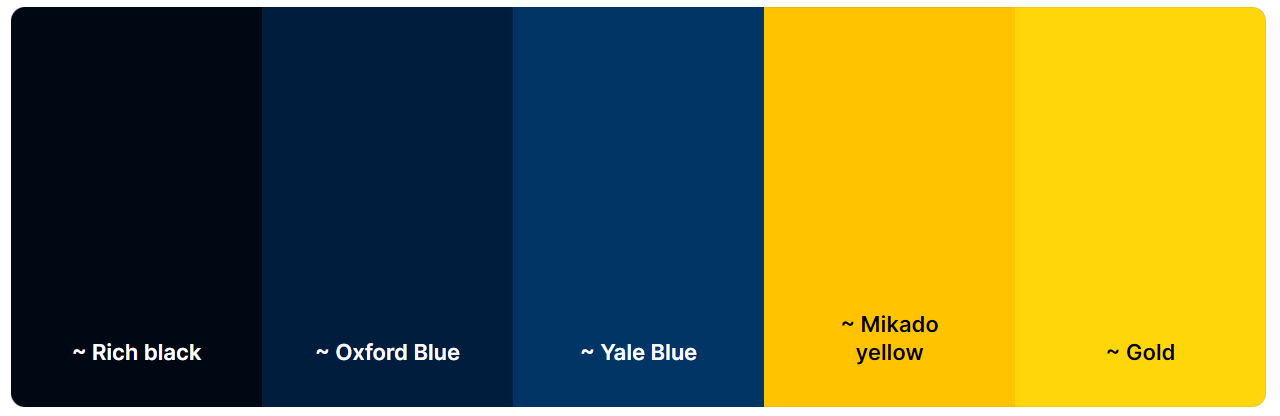 ~ Rich black
~ Oxford Blue
~ Yale Blue
~ Mikado
yellow
~ Gold